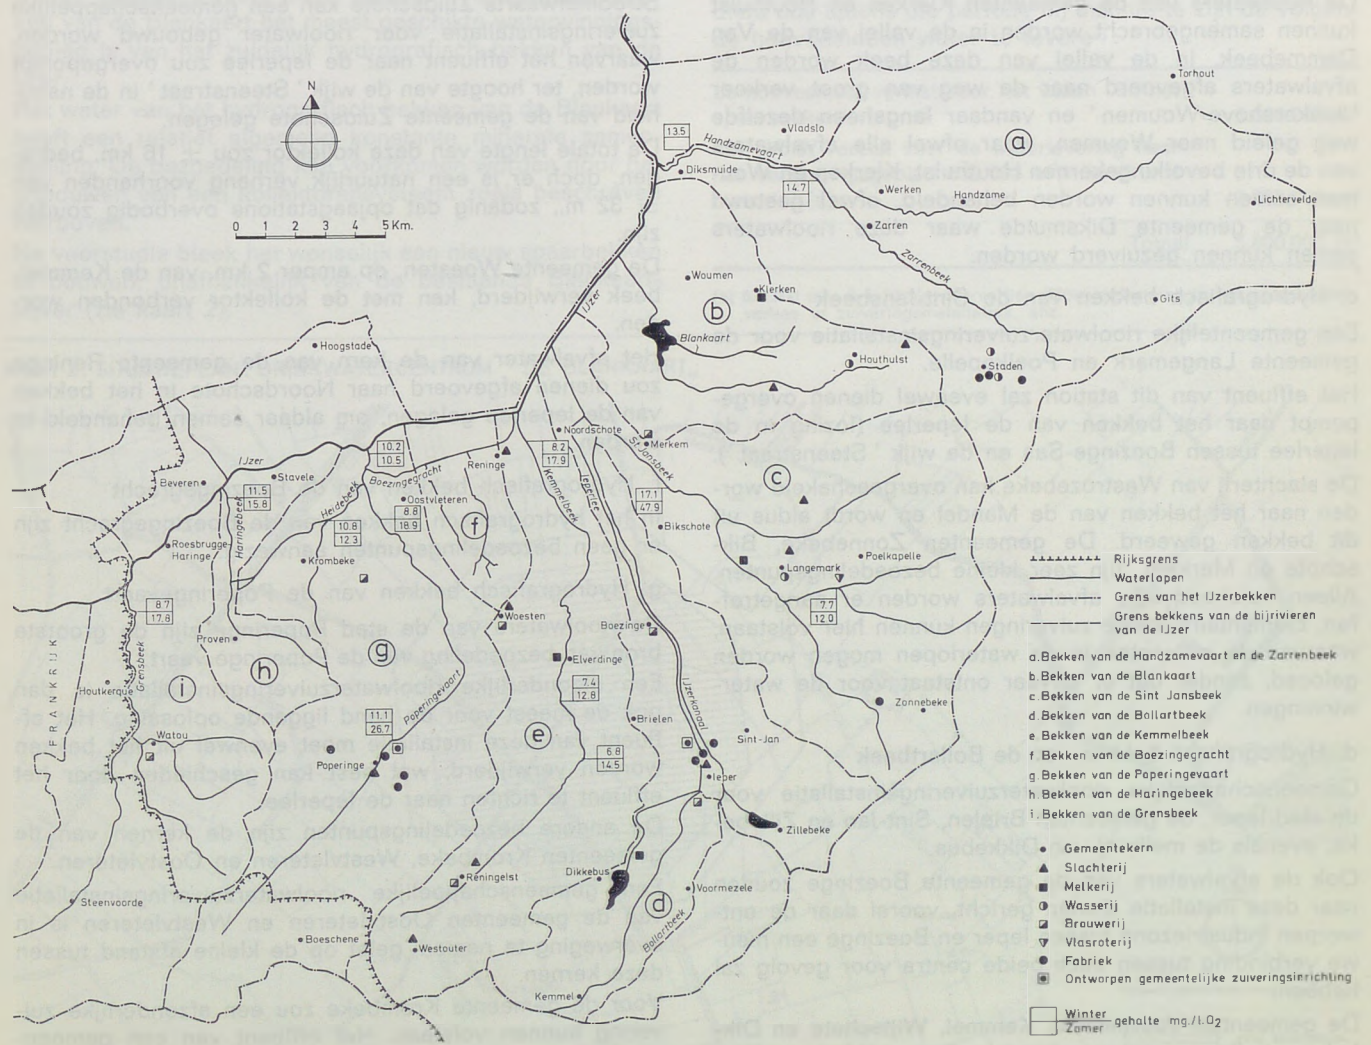 Torhout
Vladslo
13.5
Handzamevaart
a
Diksmuide
14.7
Werken
Handzame
Lichtervelde
Zarren
Zarrenbeek
N
0 1 2 3 4 5 Km.
IJzer
Woumen
Klerken
b
Gits
Blankaart
Hoogstade
Houthulst
Staden
Noordschote
Merkem
St. Jansbeek
10.2
10.5
8.2
17.9
IJzer
Reninge
Stavele
Boezingegracht
Beveren
11.5
15.8
Heidebeek
Oostvleteren
Kemmelbeek
Ieperlee
17.1
47.9
c
8.8
18.9
f
10.8
12.3
Haringebeek
Bikschote
Roesbrugge
Haringe
Krombeke
Poelkapelle
Langemark
8.7
17.8
7.7
12.0
Woesten
Boezinge
Proven
g
h
i
FRANKRIJK
Grensbeek
Houtkerque
Elverdinge
7.4
12.8
Poperingevaart
IJzerkanaal
Zonnebeke
11.1
26.7
Brielen
e
Sint-Jan
Watou
6.8
14.5
Poperinge
Ieper
Zillebeke
Dikkebus
Reningelst
Voormezele
d
Steenvoorde
Bollartbeek
Boeschene
Westouter
Kemmel
Rijksgrens
Waterlopen
Grens van het IJzerbekken
Grens bekkens van de bijrivieren
van de IJzer
a. Bekken van de Handzamevaart en de Zarrenbeek
b. Bekken van de Blankaart
c. Bekken van de Sint Jansbeek
d. Bekken van de Bollartbeek
e. Bekken van de Kemmelbeek
f. Bekken van de Boezingegracht
g. Bekken van de Poperingevaart
h. Bekken van de Haringebeek
i. Bekken van de Grensbeek
Gemeentekern
Slachterij
Melkerij
Wasserij
Brouwerij
Vlasroterij
Fabriek
Ontworpen gemeentelijke zuiveringsinrichting
Winter
Zomer
gehalte mg./l. O2